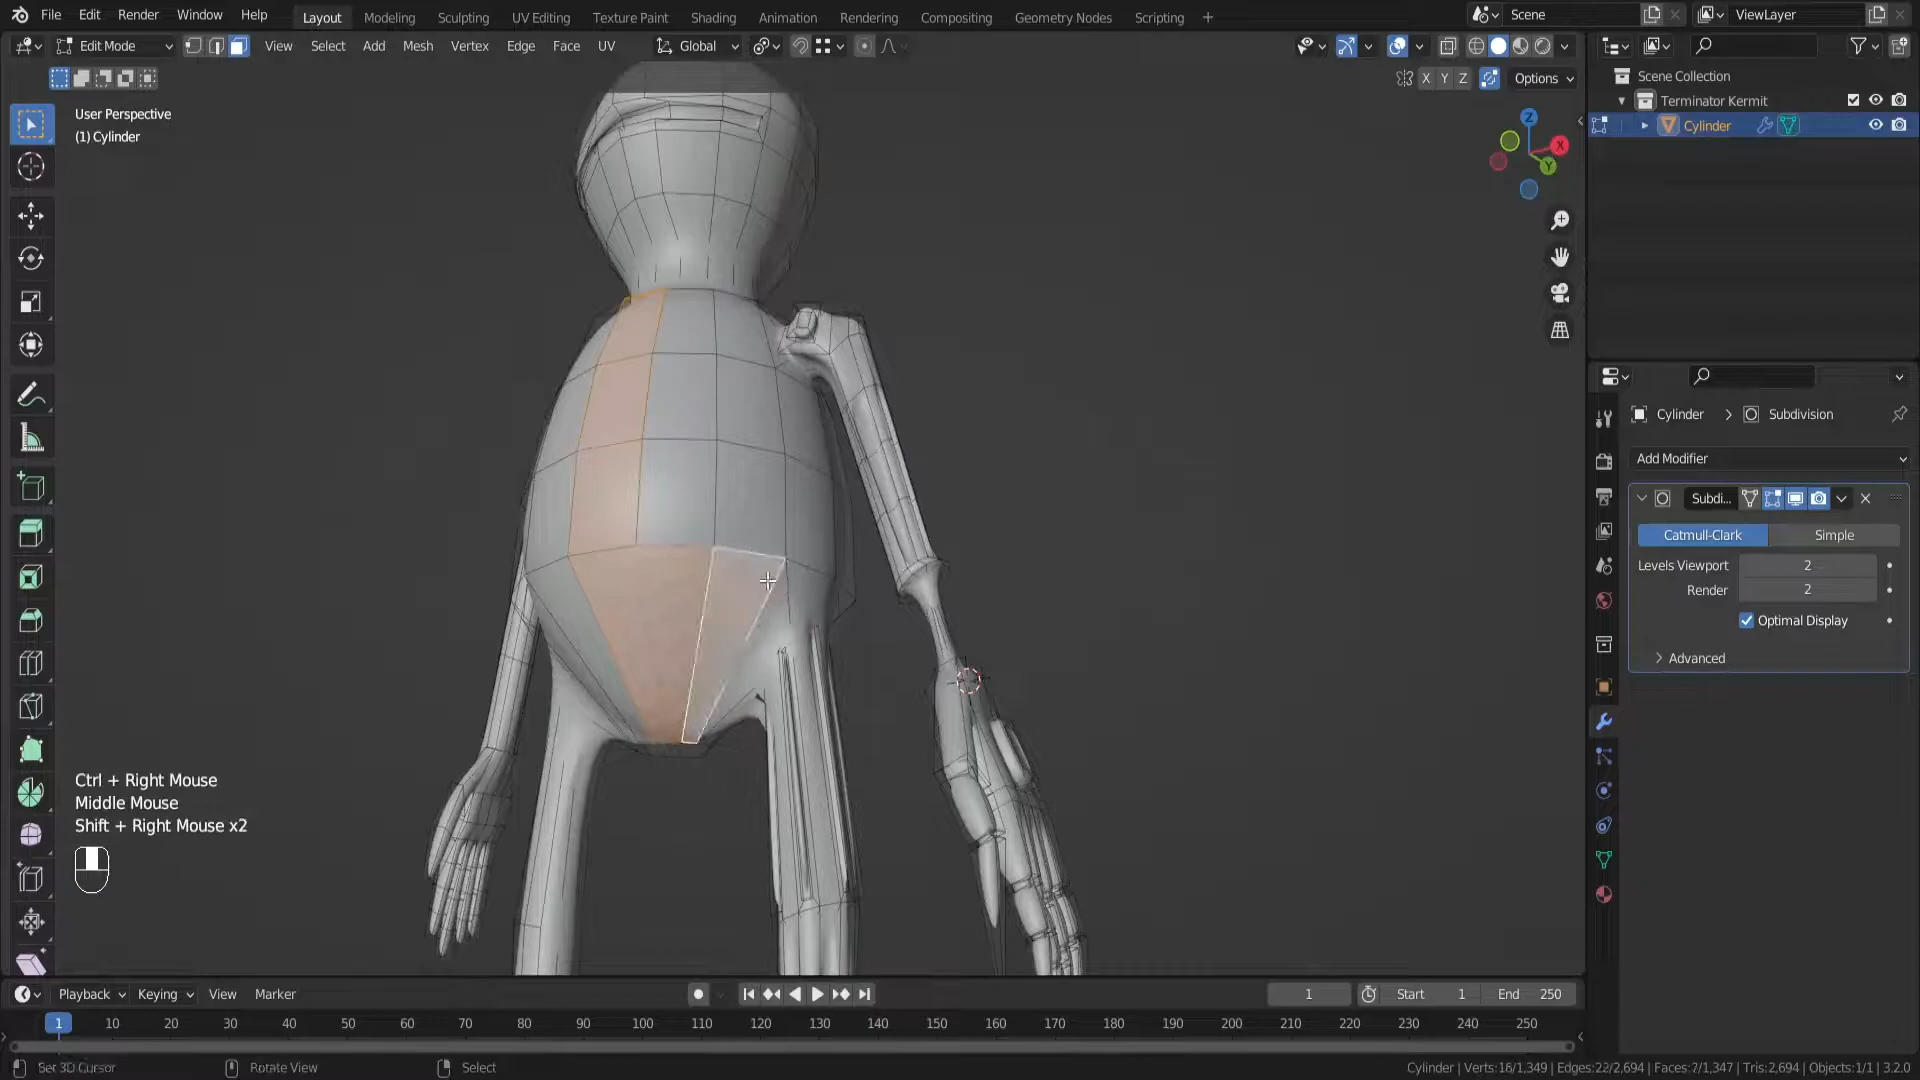 File Edit Render Window Help Layout Modeling Sculpting UV Editing Texture Paint Shading Animation Rendering Compositing Geometry Nodes Scripting + Scene ViewLayer
Edit Mode View Select Add Mesh Vertex Edge Face UV Global
X Y Z Options
Scene Collection
Terminator Kermit
Cylinder
User Perspective
(1) Cylinder
Z
X
Y
Cylinder > Subdivision
Add Modifier
Subdi...
Catmull-Clark Simple
Levels Viewport 2
Render 2
Optimal Display
Advanced
Ctrl + Right Mouse
Middle Mouse
Shift + Right Mouse x2
Playback Keying View Marker 1 Start 1 End 250
1 10 20 30 40 50 60 70 80 90 100 110 120 130 140 150 160 170 180 190 200 210 220 230 240 250
Set 3D Cursor Rotate View Select Cylinder | Verts:16/1,349 | Edges:22/2,694 | Faces:7/1,347 | Tris:2,694 | Objects:1/1 | 3.2.0